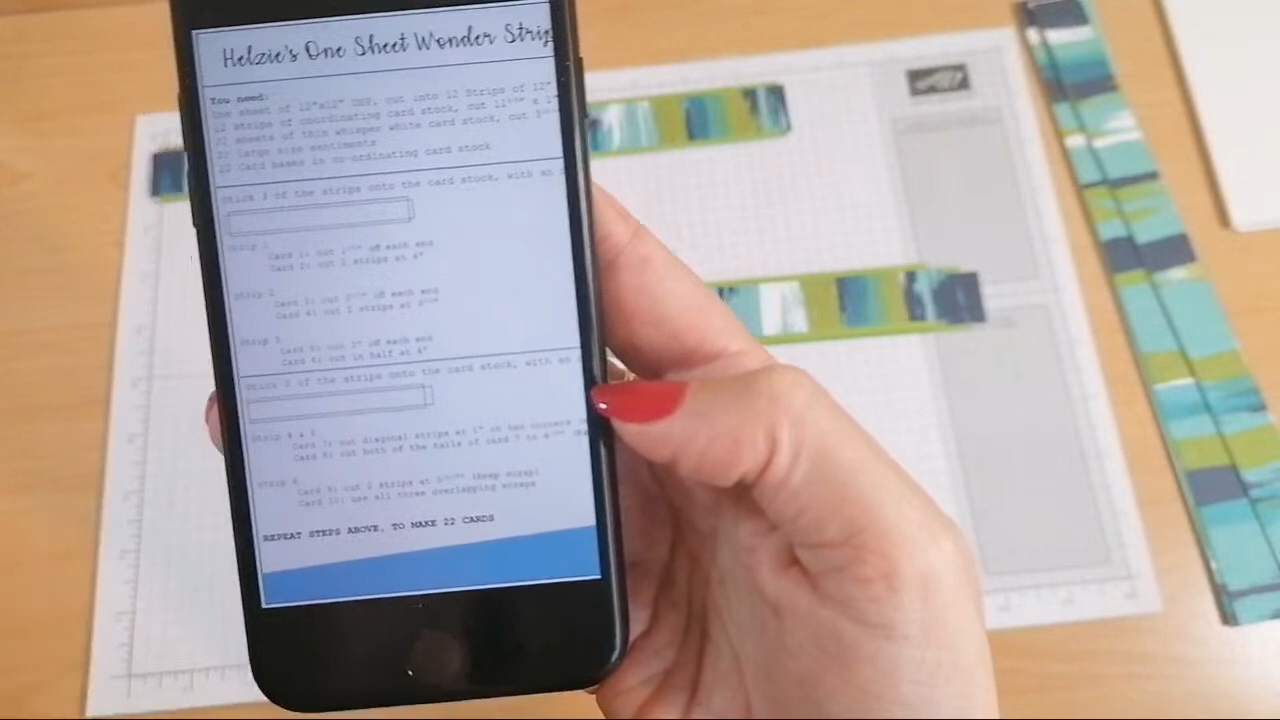 Helzie's One Sheet Wonder Strip
You need:
One sheet of 12"x12" DSP, cut into 12 Strips of 12"
12 strips of coordinating card stock, cut x 1"
22 sheets of thin whisper white card stock, cut
22 large size sentiments
22 Card bases in co-ordinating card stock
Stick 3 of the strips onto the card stock, with an
Strip 1
Card 1: cut off each end
Card 2: cut 2 strips at 4"
Strip 2
Card 3: cut off each end
Card 4: cut 2 strips at
Strip 3
Card 5: cut 2" off each end
Card 6: cut in half at 4"
Stick 3 of the strips onto the card stock, with an
Strip 4 & 5
Card 7: cut diagonal strips at 1" on two corners
Card 8: cut both of the halfs of card 7 to
Strip 6
Card 9: cut 2 strips at (keep scrap)
Card 10: use all three overlapping scraps
REPEAT STEPS ABOVE, TO MAKE 22 CARDS